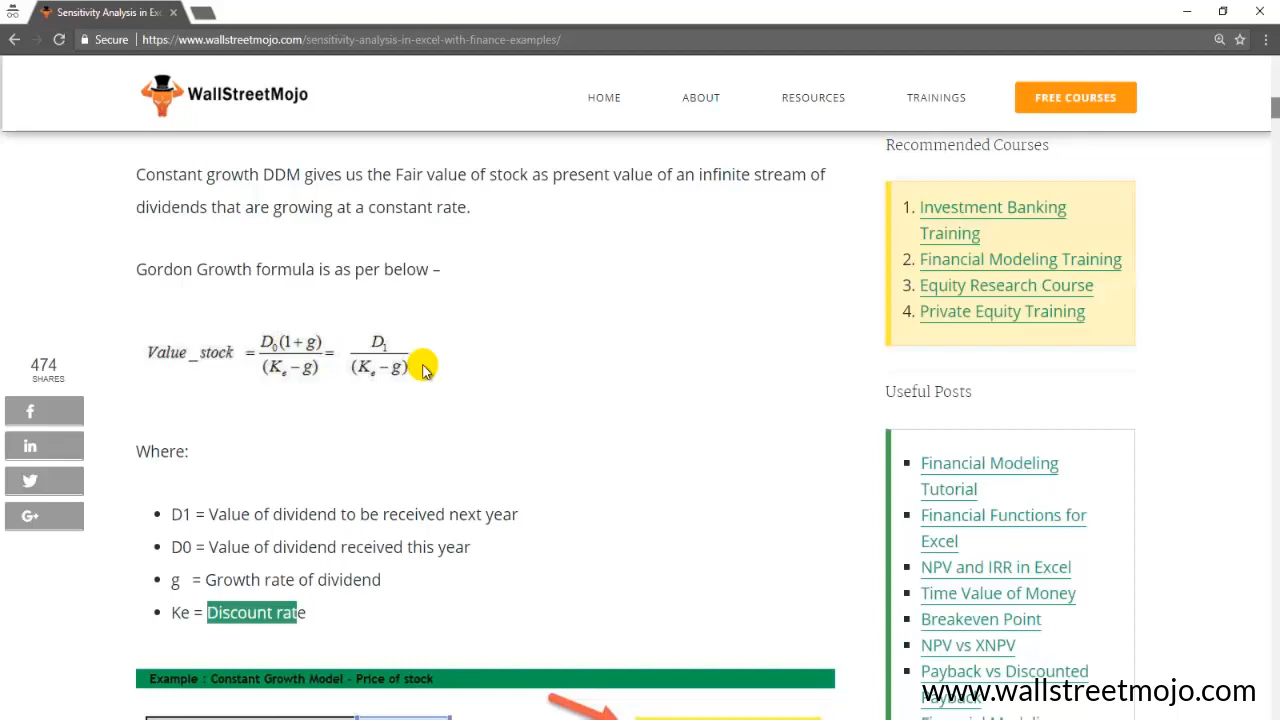 Sensitivity Analysis in Exc
Secure
https://www.wallstreetmojo.com/sensitivity-analysis-in-excel-with-finance-examples/
WallStreetMojo
HOME
ABOUT
RESOURCES
TRAININGS
FREE COURSES
Constant growth DDM gives us the Fair value of stock as present value of an infinite stream of
dividends that are growing at a constant rate.
Gordon Growth formula is as per below –
Value_stock = D0(1+g) / (Ke – g) = D1 / (Ke – g)
Where:
• D1 = Value of dividend to be received next year
• D0 = Value of dividend received this year
• g = Growth rate of dividend
• Ke = Discount rate
Example : Constant Growth Model - Price of stock
474
SHARES
f
in
G+
Recommended Courses
1. Investment Banking
Training
2. Financial Modeling Training
3. Equity Research Course
4. Private Equity Training
Useful Posts
Financial Modeling
Tutorial
Financial Functions for
Excel
NPV and IRR in Excel
Time Value of Money
Breakeven Point
NPV vs XNPV
Payback vs Discounted
Payback
www.wallstreetmojo.com